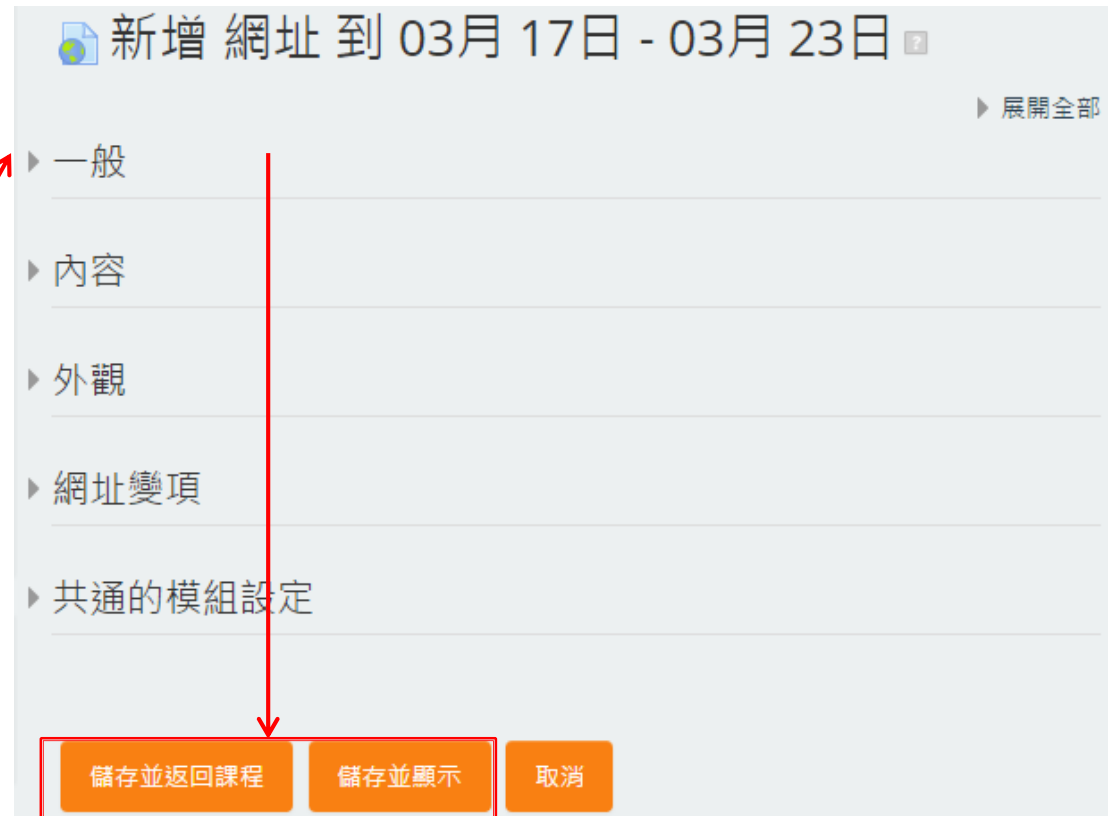 新增 網址 到 03月 17日 - 03月 23日
展開全部
一般
內容
外觀
網址變項
共通的模組設定
儲存並返回課程 儲存並顯示 取消